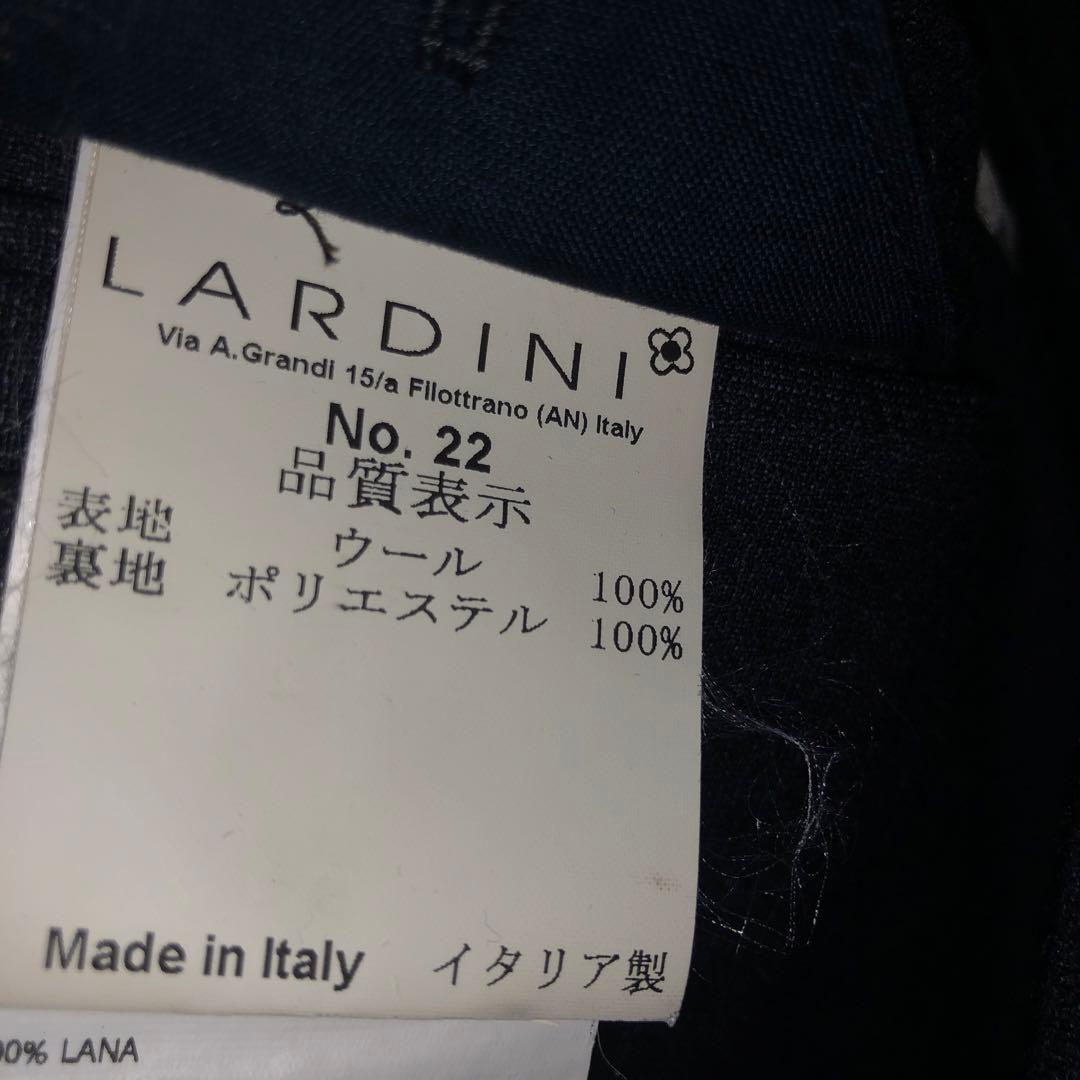 LARDINI
Via A.Grandi 15/a Filottrano (AN) Italy
No. 22
品質表示
表地 ウール 100%
裏地 ポリエステル 100%
Made in Italy イタリア製
00% LANA